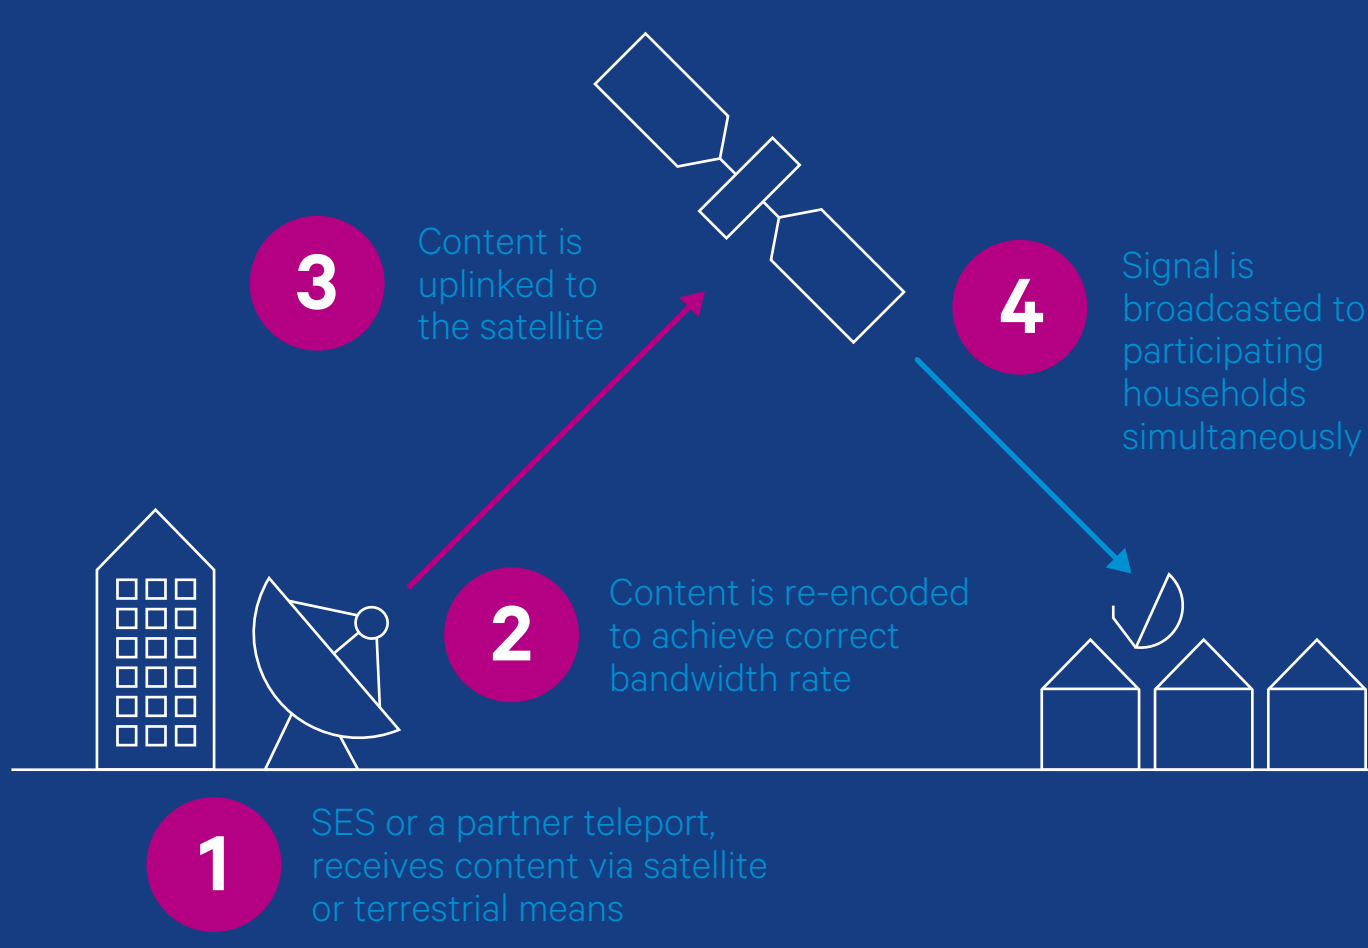 1
SES or a partner teleport,
receives content via satellite
or terrestrial means
2
Content is re-encoded
to achieve correct
bandwidth rate
3
Content is
uplinked to
the satellite
4
Signal is
broadcasted to
participating
households
simultaneously